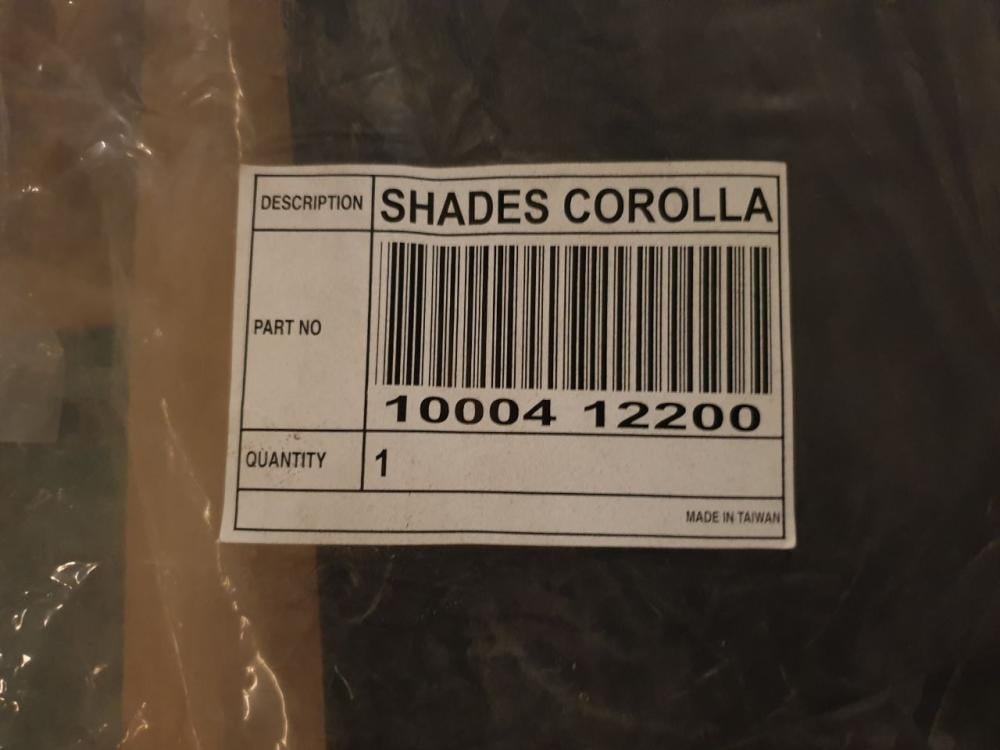 DESCRIPTION SHADES COROLLA
PART NO
10004 12200
QUANTITY 1
MADE IN TAIWAN